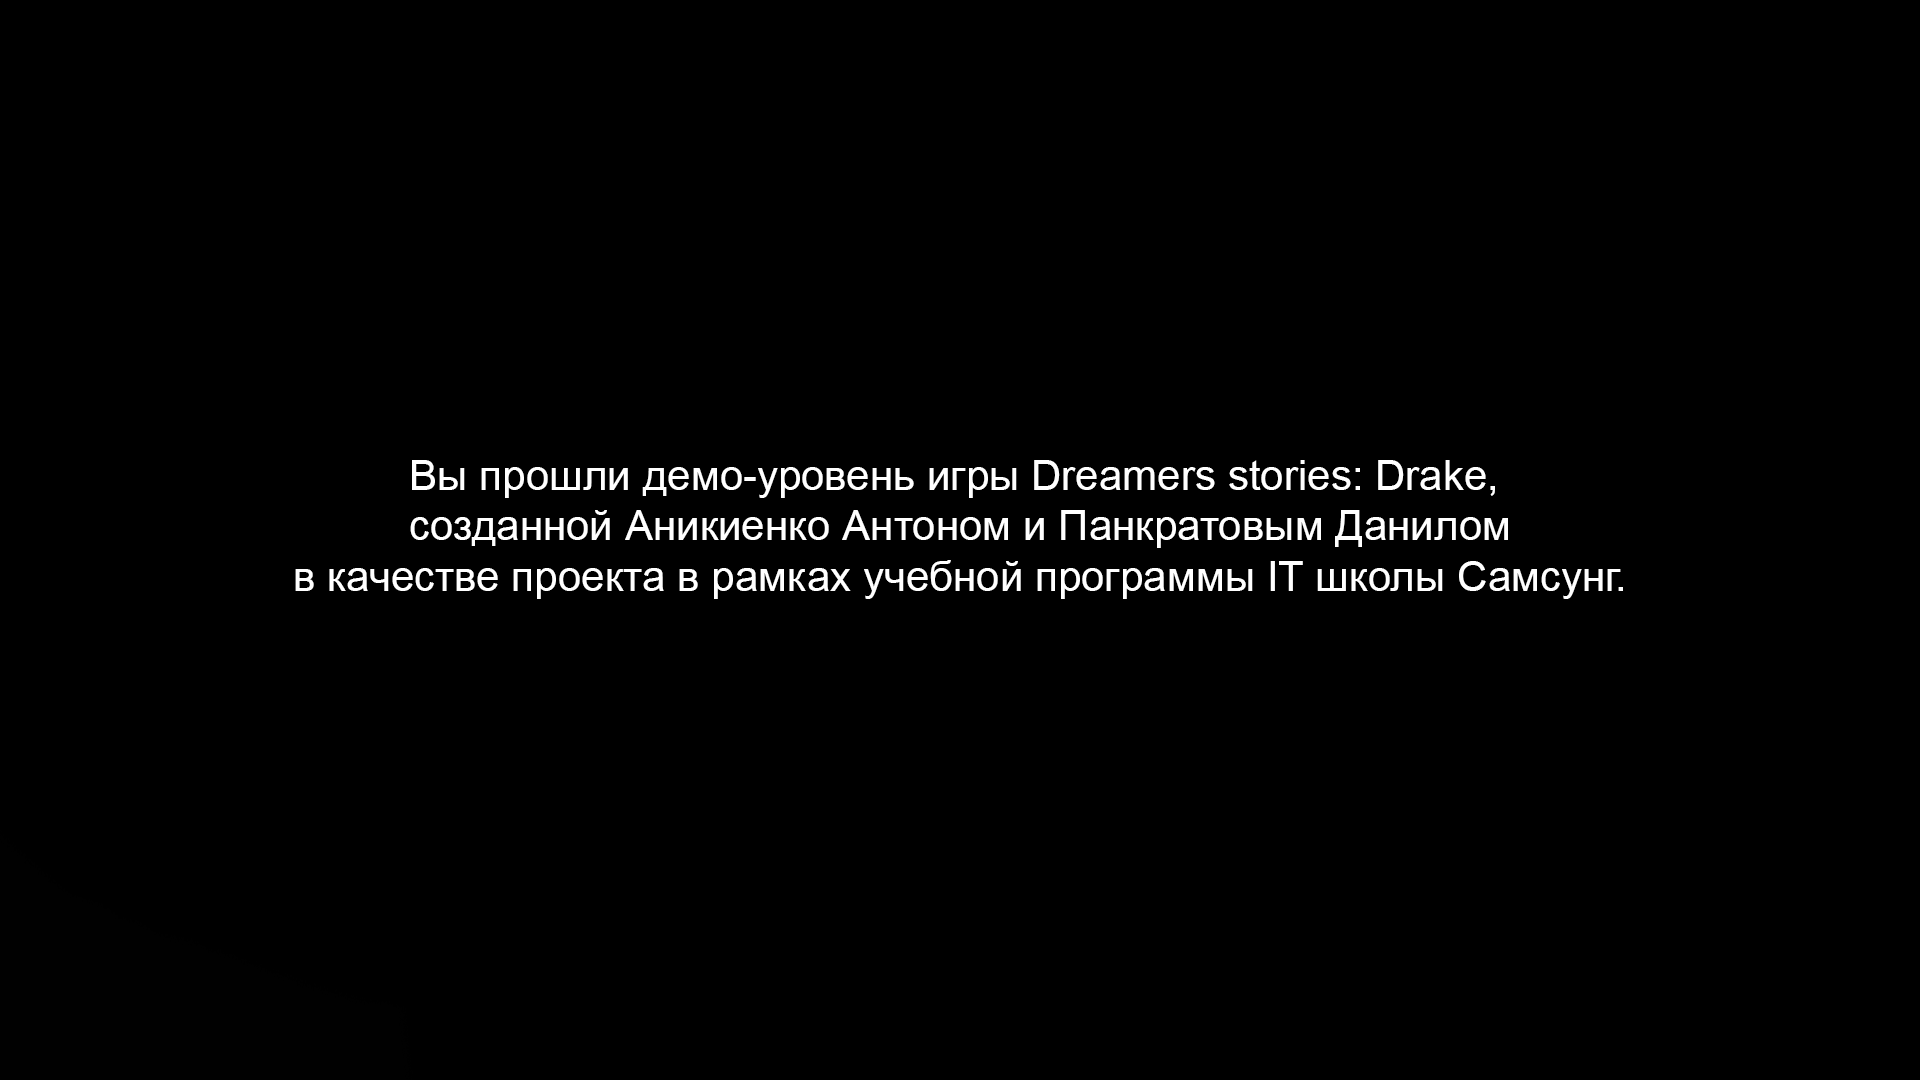 Вы прошли демо-уровень игры Dreamers stories: Drake,
созданной Аникиенко Антоном и Панкратовым Данилом
в качестве проекта в рамках учебной программы IT школы Самсунг.